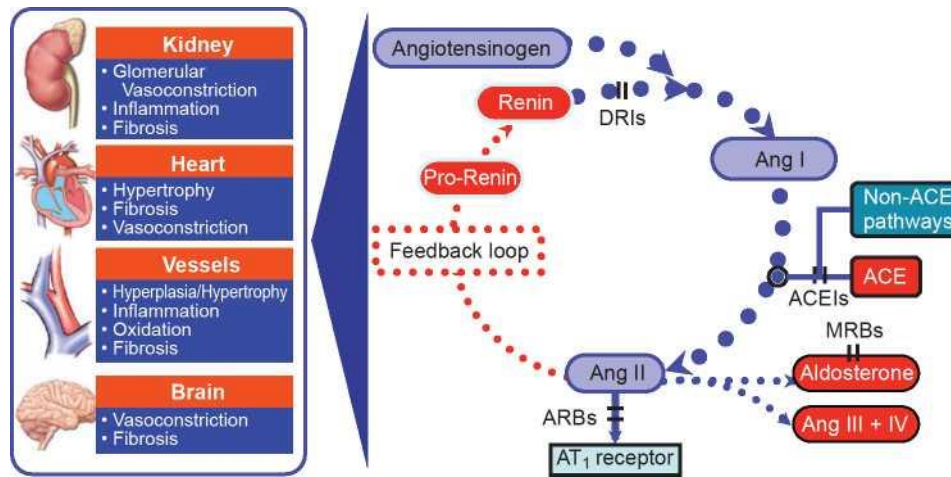 Kidney
• Glomerular
Vasoconstriction
• Inflammation
• Fibrosis
Heart
• Hypertrophy
• Fibrosis
• Vasoconstriction
Vessels
• Hyperplasia/Hypertrophy
• Inflammation
• Oxidation
• Fibrosis
Brain
• Vasoconstriction
• Fibrosis
Angiotensinogen
Renin
DRIs
Pro-Renin
Ang I
Feedback loop
Non-ACE
pathways
ACE
ACEIs
MRBs
Ang II
Aldosterone
ARBs
Ang III + IV
AT1 receptor